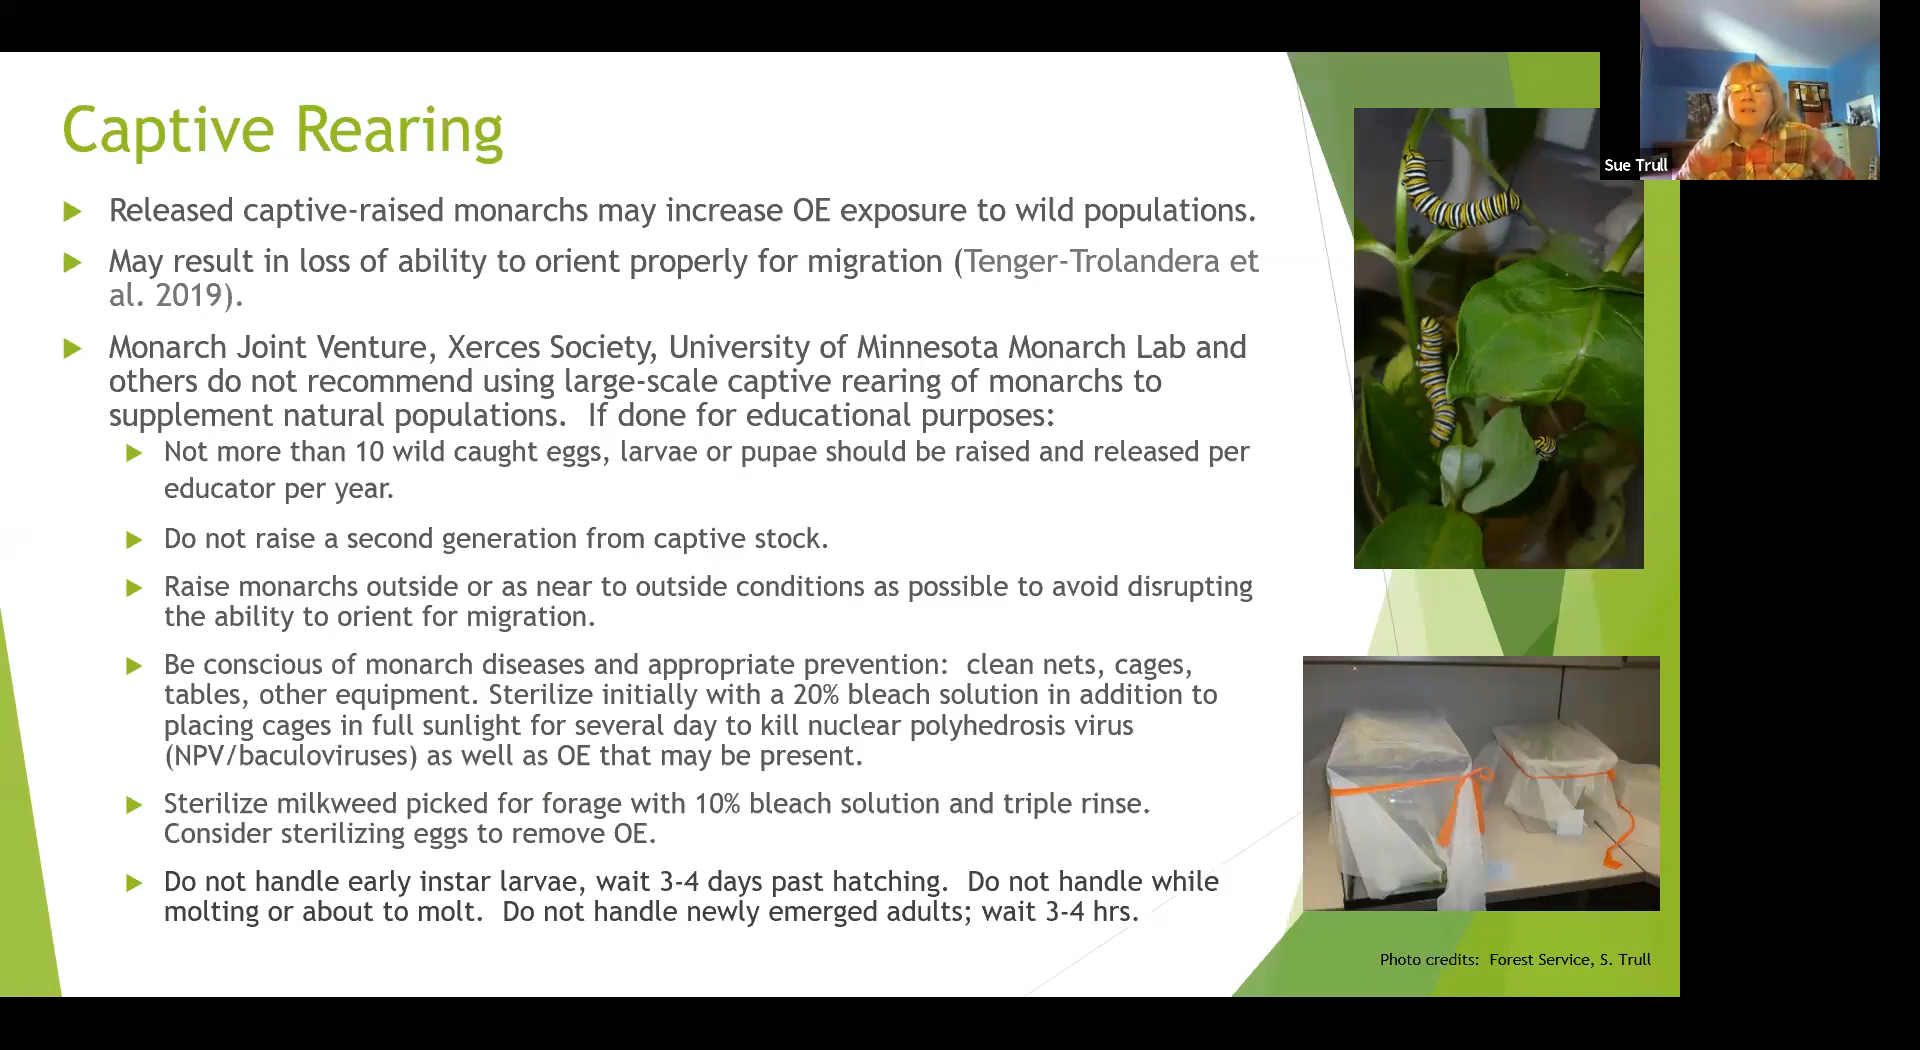 Captive Rearing
Released captive-raised monarchs may increase OE exposure to wild populations.
May result in loss of ability to orient properly for migration (Tenger-Trolandera et
al. 2019).
Monarch Joint Venture, Xerces Society, University of Minnesota Monarch Lab and
others do not recommend using large-scale captive rearing of monarchs to
supplement natural populations.  If done for educational purposes:
Not more than 10 wild caught eggs, larvae or pupae should be raised and released per
educator per year.
Do not raise a second generation from captive stock.
Raise monarchs outside or as near to outside conditions as possible to avoid disrupting
the ability to orient for migration.
Be conscious of monarch diseases and appropriate prevention:  clean nets, cages,
tables, other equipment. Sterilize initially with a 20% bleach solution in addition to
placing cages in full sunlight for several day to kill nuclear polyhedrosis virus
(NPV/baculoviruses) as well as OE that may be present.
Sterilize milkweed picked for forage with 10% bleach solution and triple rinse.
Consider sterilizing eggs to remove OE.
Do not handle early instar larvae, wait 3-4 days past hatching.  Do not handle while
molting or about to molt.  Do not handle newly emerged adults; wait 3-4 hrs.
Sue Trull
Photo credits:  Forest Service, S. Trull